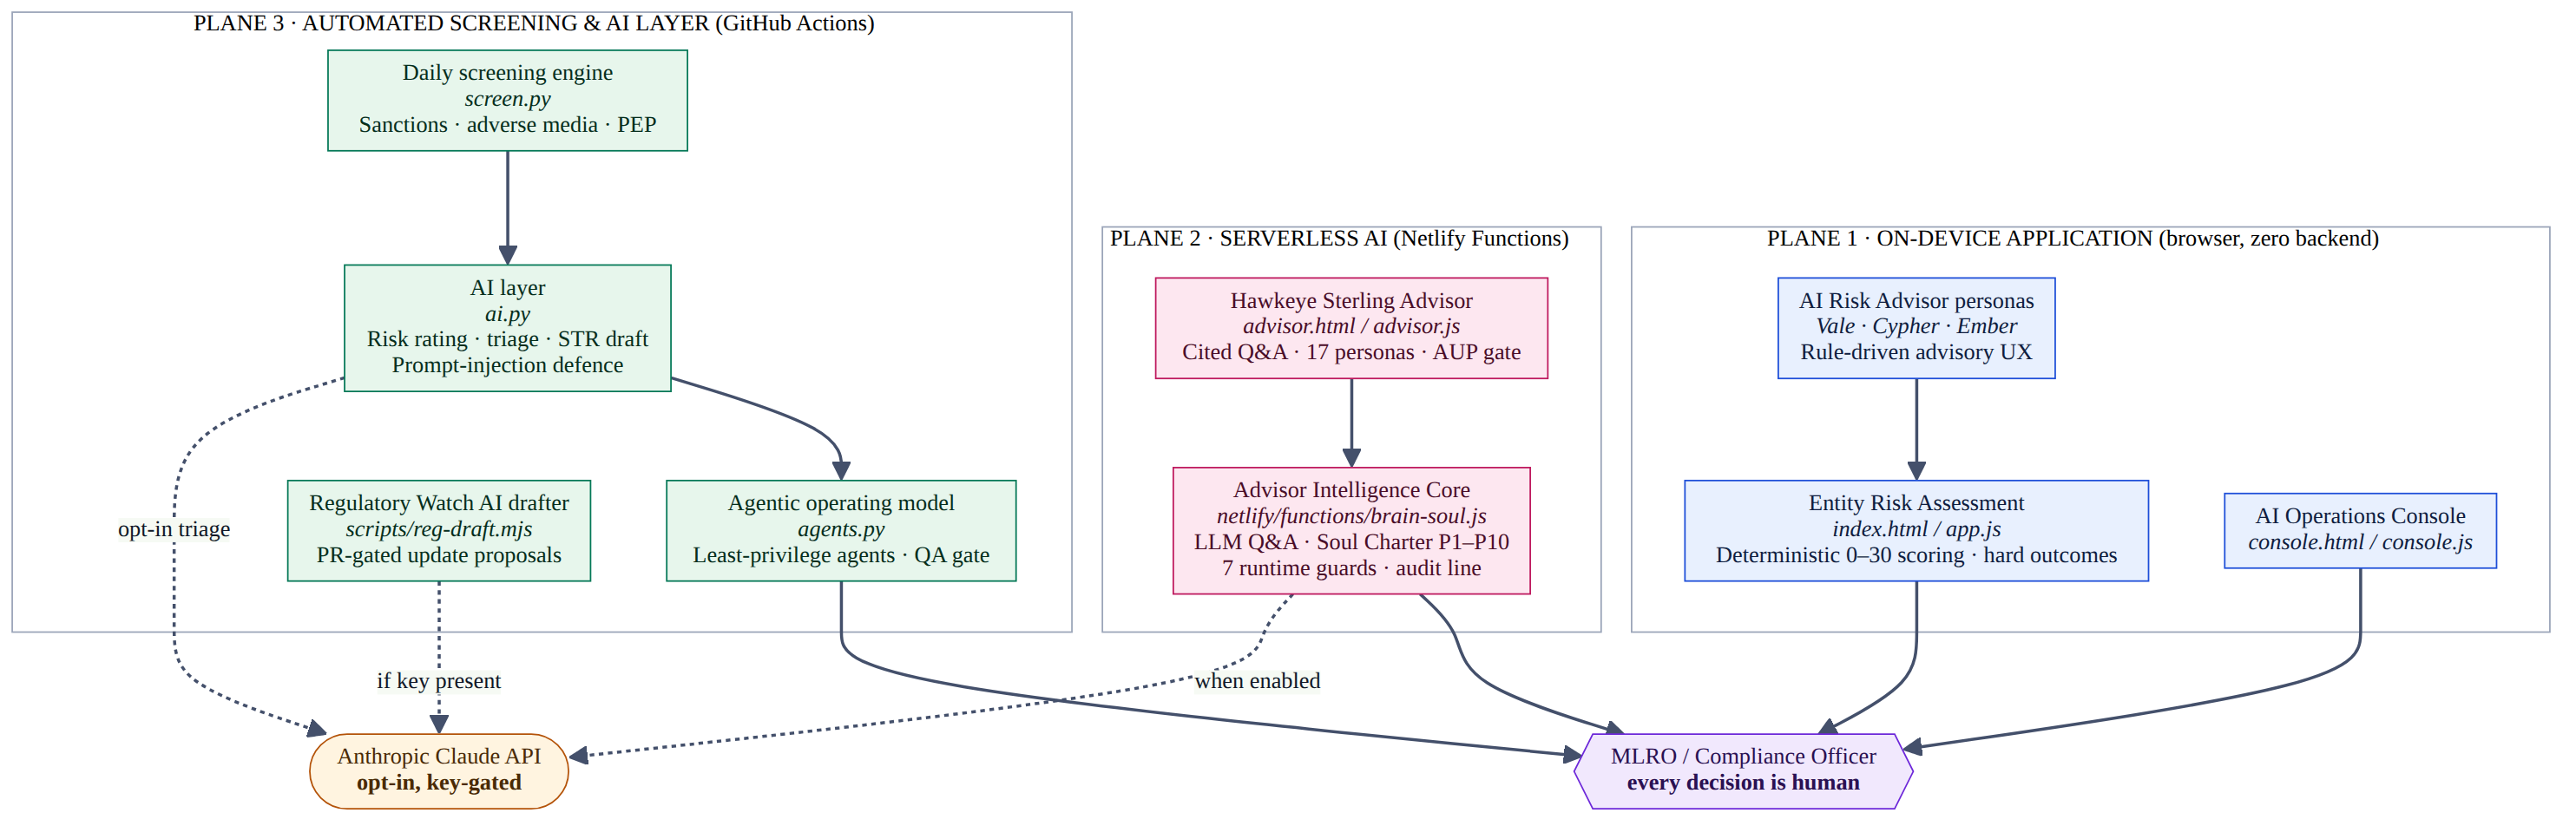 PLANE 3 · AUTOMATED SCREENING & AI LAYER (GitHub Actions)
Daily screening engine
screen.py
Sanctions · adverse media · PEP
AI layer
ai.py
Risk rating · triage · STR draft
Prompt-injection defence
opt-in triage
Regulatory Watch AI drafter
scripts/reg-draft.mjs
PR-gated update proposals
Agentic operating model
agents.py
Least-privilege agents · QA gate
PLANE 2 · SERVERLESS AI (Netlify Functions)
Hawkeye Sterling Advisor
advisor.html / advisor.js
Cited Q&A · 17 personas · AUP gate
Advisor Intelligence Core
netlify/functions/brain-soul.js
LLM Q&A · Soul Charter P1–P10
7 runtime guards · audit line
PLANE 1 · ON-DEVICE APPLICATION (browser, zero backend)
AI Risk Advisor personas
Vale · Cypher · Ember
Rule-driven advisory UX
Entity Risk Assessment
index.html / app.js
Deterministic 0–30 scoring · hard outcomes
AI Operations Console
console.html / console.js
if key present
when enabled
Anthropic Claude API
opt-in, key-gated
MLRO / Compliance Officer
every decision is human